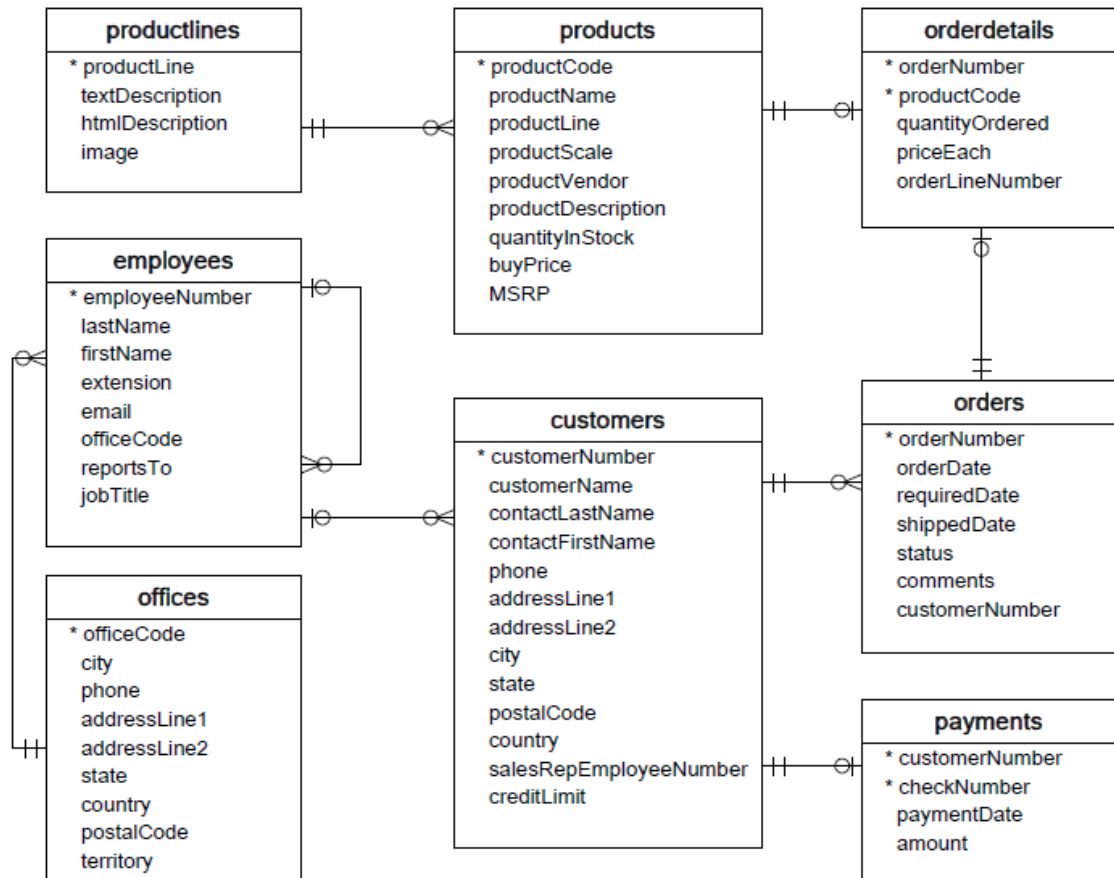 productlines
* productLine
textDescription
htmlDescription
image
products
* productCode
productName
productLine
productScale
productVendor
productDescription
quantityInStock
buyPrice
MSRP
orderdetails
* orderNumber
* productCode
quantityOrdered
priceEach
orderLineNumber
employees
* employeeNumber
lastName
firstName
extension
email
officeCode
reportsTo
jobTitle
customers
* customerNumber
customerName
contactLastName
contactFirstName
phone
addressLine1
addressLine2
city
state
postalCode
country
salesRepEmployeeNumber
creditLimit
orders
* orderNumber
orderDate
requiredDate
shippedDate
status
comments
customerNumber
offices
* officeCode
city
phone
addressLine1
addressLine2
state
country
postalCode
territory
payments
* customerNumber
* checkNumber
paymentDate
amount